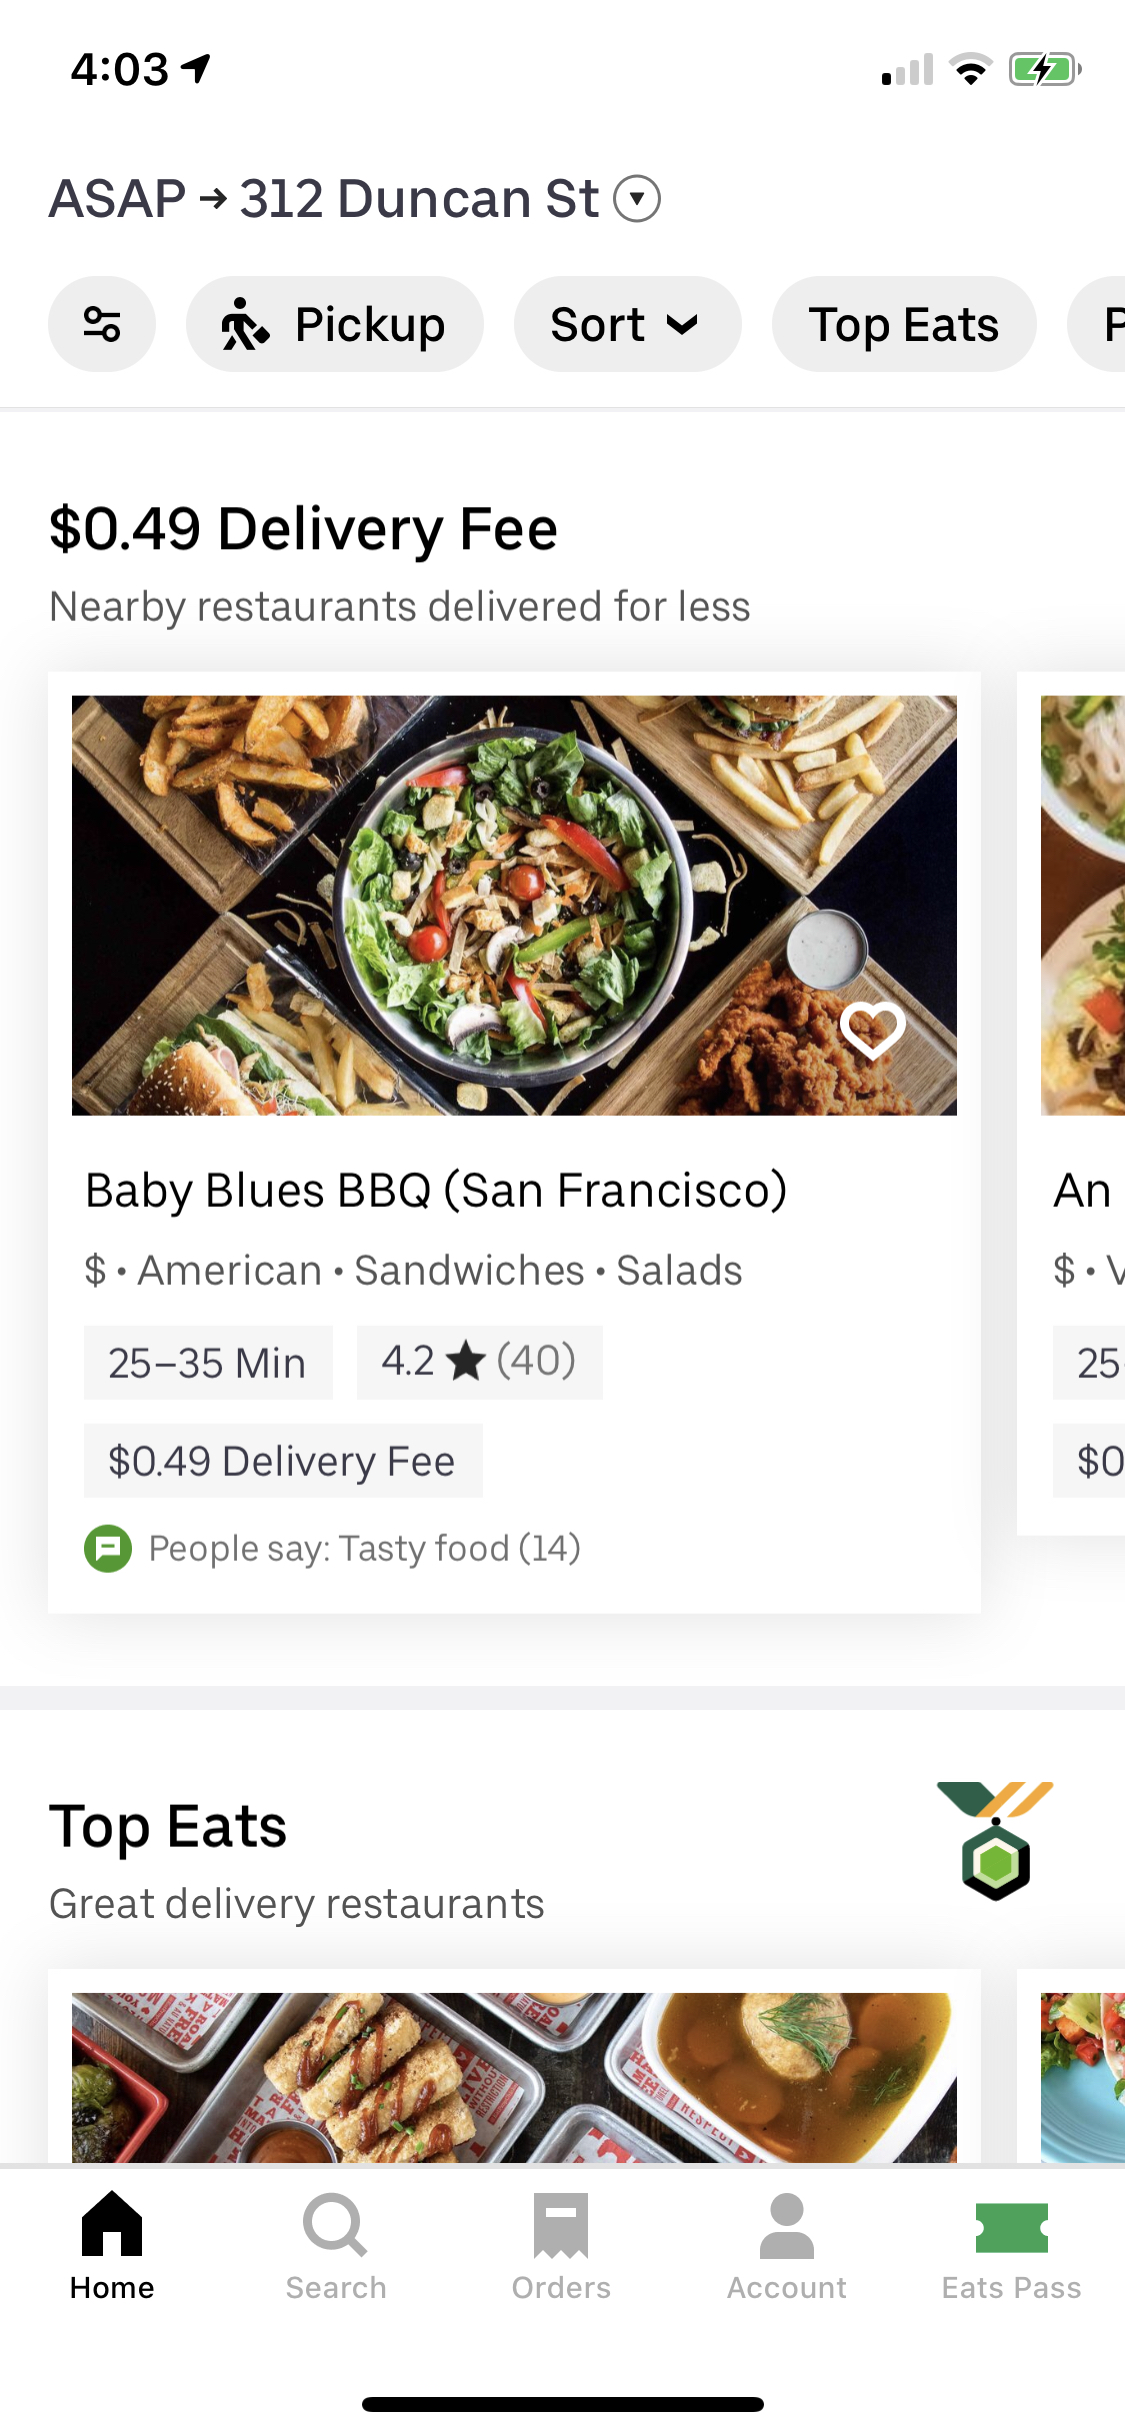 4:03
ASAP → 312 Duncan St
Pickup
Sort
Top Eats
P
$0.49 Delivery Fee
Nearby restaurants delivered for less
Baby Blues BBQ (San Francisco)
$ • American • Sandwiches • Salads
25–35 Min
4.2 ★ (40)
$0.49 Delivery Fee
People say: Tasty food (14)
An
$ • V
25
$0
Top Eats
Great delivery restaurants
RESPECT
Home
Search
Orders
Account
Eats Pass